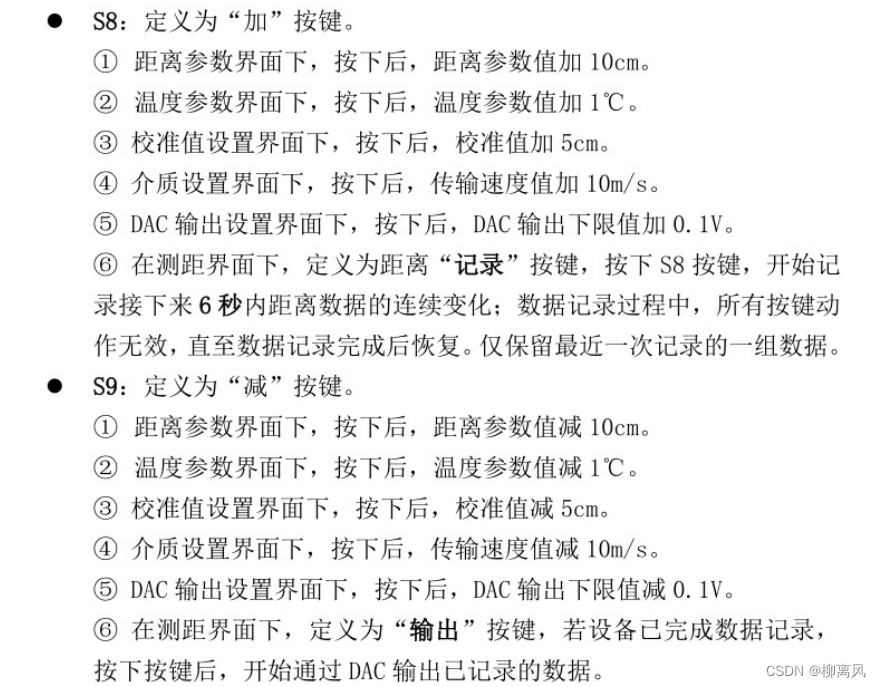 ● S8：定义为“加”按键。
① 距离参数界面下，按下后，距离参数值加 10cm。
② 温度参数界面下，按下后，温度参数值加 1℃。
③ 校准值设置界面下，按下后，校准值加 5cm。
④ 介质设置界面下，按下后，传输速度值加 10m/s。
⑤ DAC 输出设置界面下，按下后，DAC 输出下限值加 0.1V。
⑥ 在测距界面下，定义为距离“记录”按键，按下 S8 按键，开始记
录接下来 6 秒内距离数据的连续变化；数据记录过程中，所有按键动
作无效，直至数据记录完成后恢复。仅保留最近一次记录的一组数据。
● S9：定义为“减”按键。
① 距离参数界面下，按下后，距离参数值减 10cm。
② 温度参数界面下，按下后，温度参数值减 1℃。
③ 校准值设置界面下，按下后，校准值减 5cm。
④ 介质设置界面下，按下后，传输速度值减 10m/s。
⑤ DAC 输出设置界面下，按下后，DAC 输出下限值减 0.1V。
⑥ 在测距界面下，定义为“输出”按键，若设备已完成数据记录，
按下按键后，开始通过 DAC 输出已记录的数据。
CSDN @柳离风